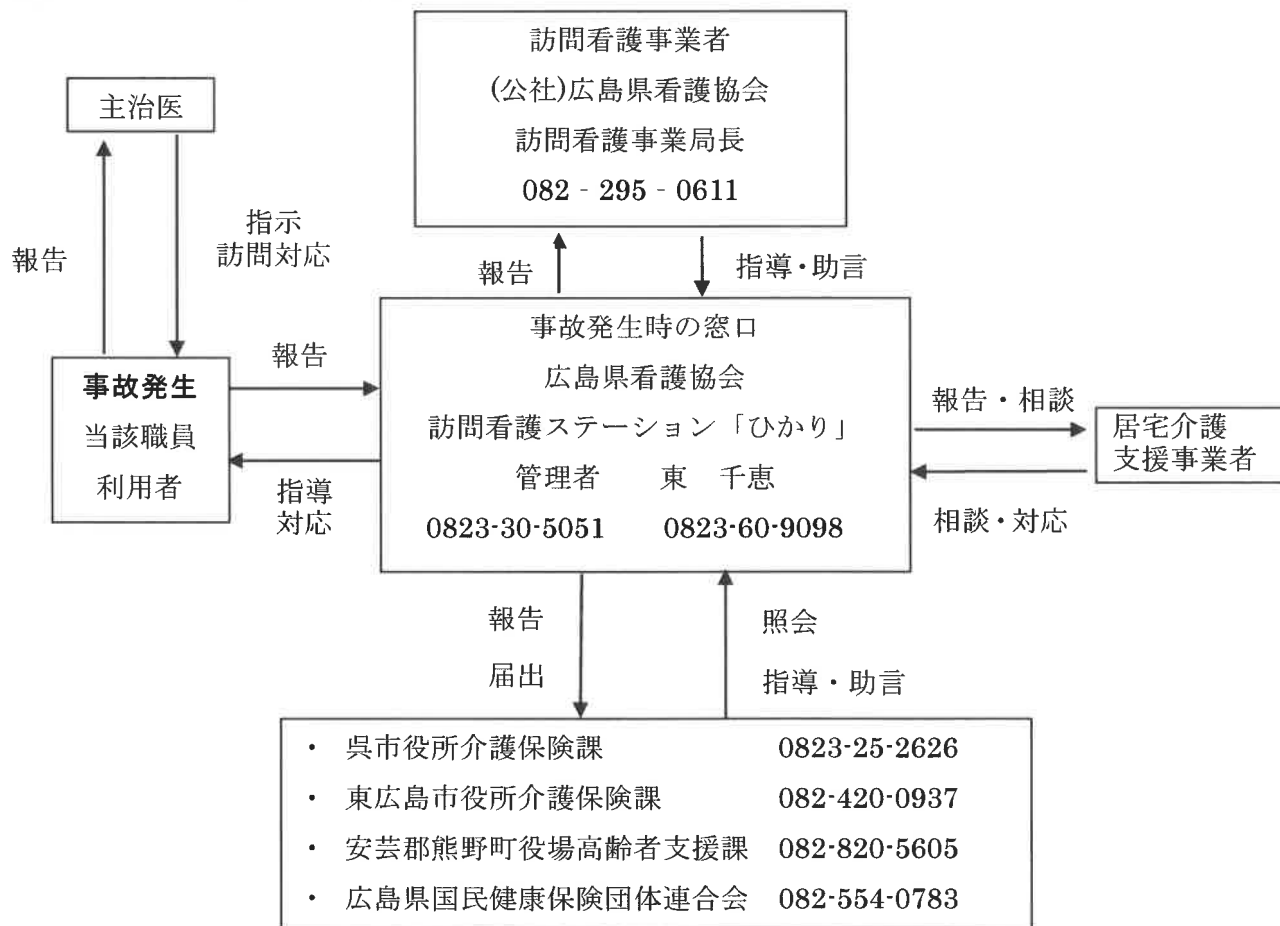 訪問看護事業者
(公社)広島県看護協会
訪問看護事業局長
082‐295‐0611
主治医
報告
指示
訪問対応
報告
指導・助言
事故発生
当該職員
利用者
報告
指導
対応
事故発生時の窓口
広島県看護協会
訪問看護ステーション「ひかり」
管理者　東　千恵
0823-30-5051　0823-60-9098
報告・相談
相談・対応
居宅介護
支援事業者
報告
届出
照会
指導・助言
・ 呉市役所介護保険課 0823-25-2626
・ 東広島市役所介護保険課 082-420-0937
・ 安芸郡熊野町役場高齢者支援課 082-820-5605
・ 広島県国民健康保険団体連合会 082-554-0783